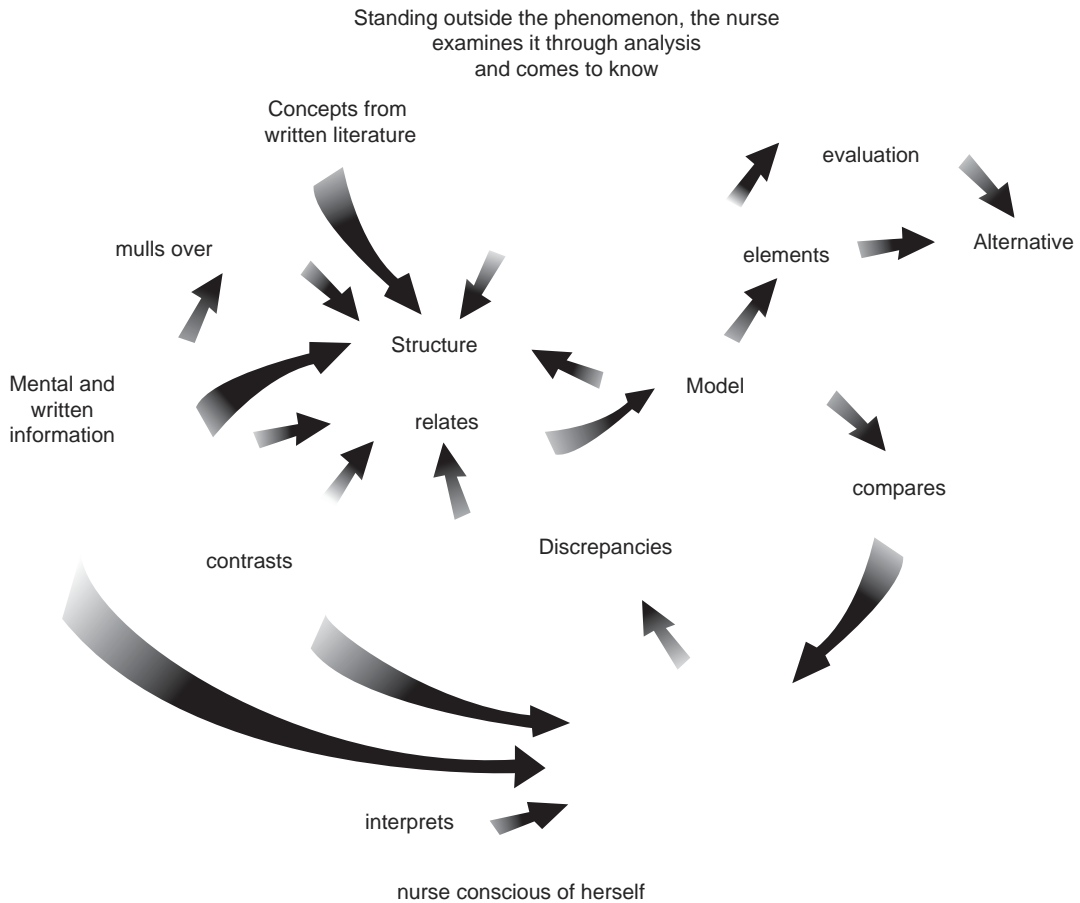 Standing outside the phenomenon, the nurse
examines it through analysis
and comes to know
Concepts from
written literature
evaluation
mulls over
elements
Alternative
Structure
Mental and
written
information
Model
relates
compares
contrasts
Discrepancies
interprets
nurse conscious of herself